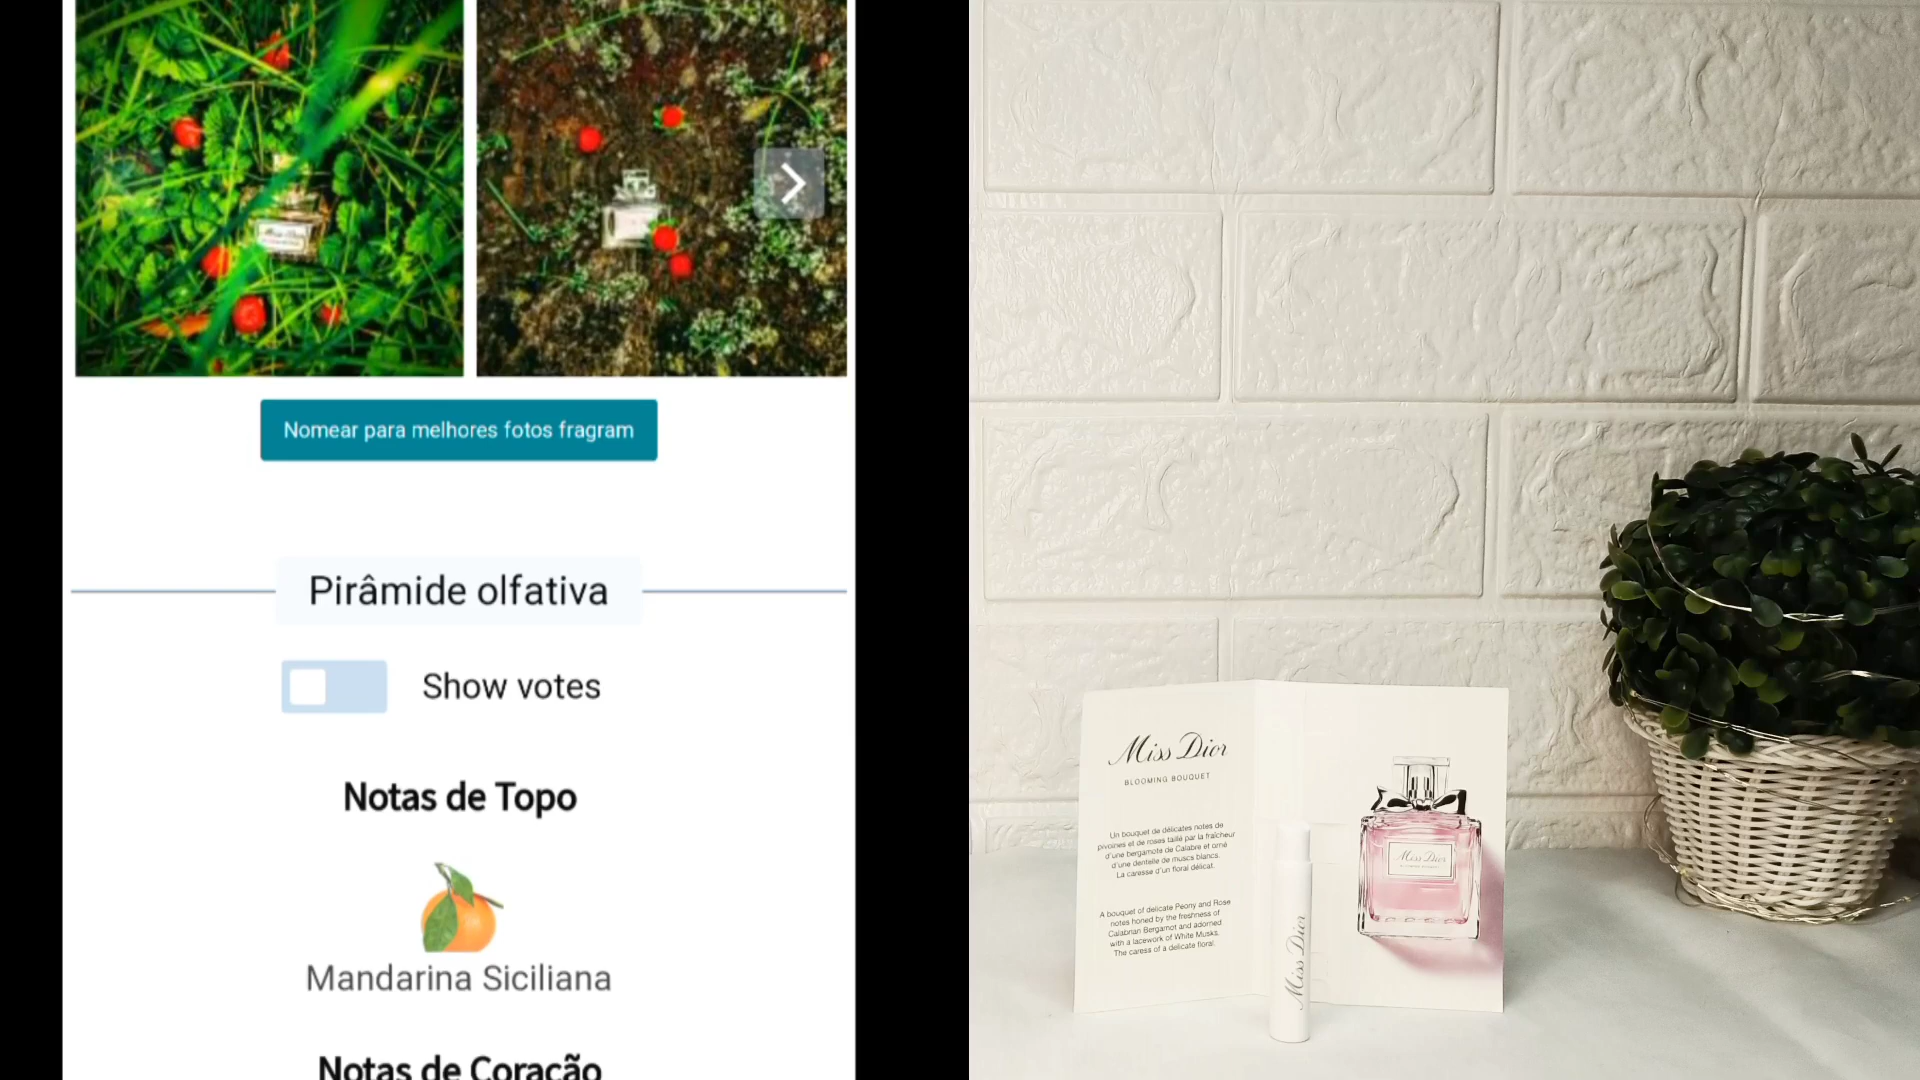 Miss Dior
Nomear para melhores fotos fragram
Pirâmide olfativa
Show votes
Notas de Topo
Mandarina Siciliana
Notas de Coração
Miss Dior
BLOOMING BOUQUET
Un bouquet de délicates notes de
pivoines et de roses taillé par la fraîcheur
d'une bergamote de Calabre et orné
d'une dentelle de muscs blancs.
La caresse d'un floral délicat.
A bouquet of delicate Peony and Rose
notes honed by the freshness of
Calabrian Bergamot and adorned
with a lacework of White Musks.
The caress of a delicate floral.
Miss Dior
Miss Dior